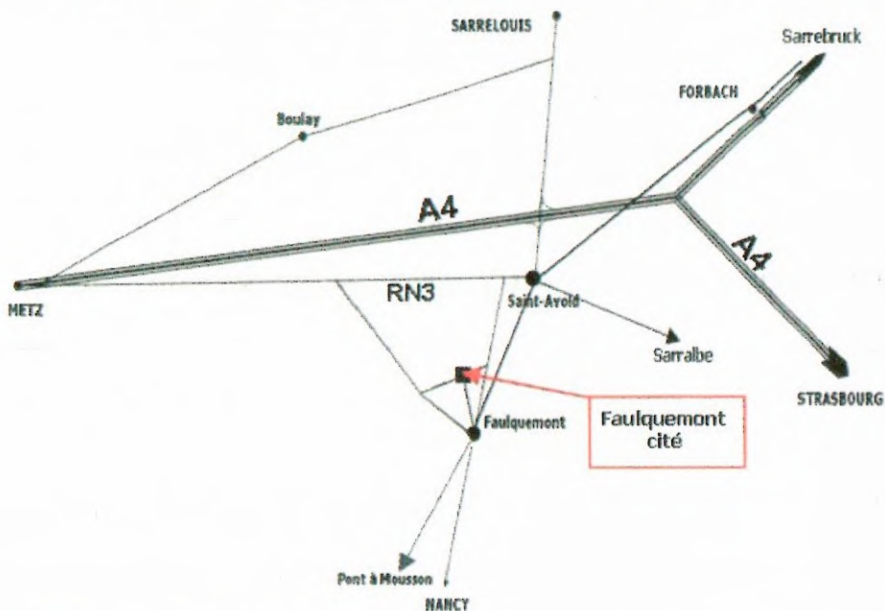 SARRELOUIS
Sarrebruck
FORBACH
Boulay
A4
A4
METZ
RN3
Saint-Avold
Sarralbe
STRASBOURG
Faulquemont
Faulquemont
cité
Pont à Mousson
NANCY